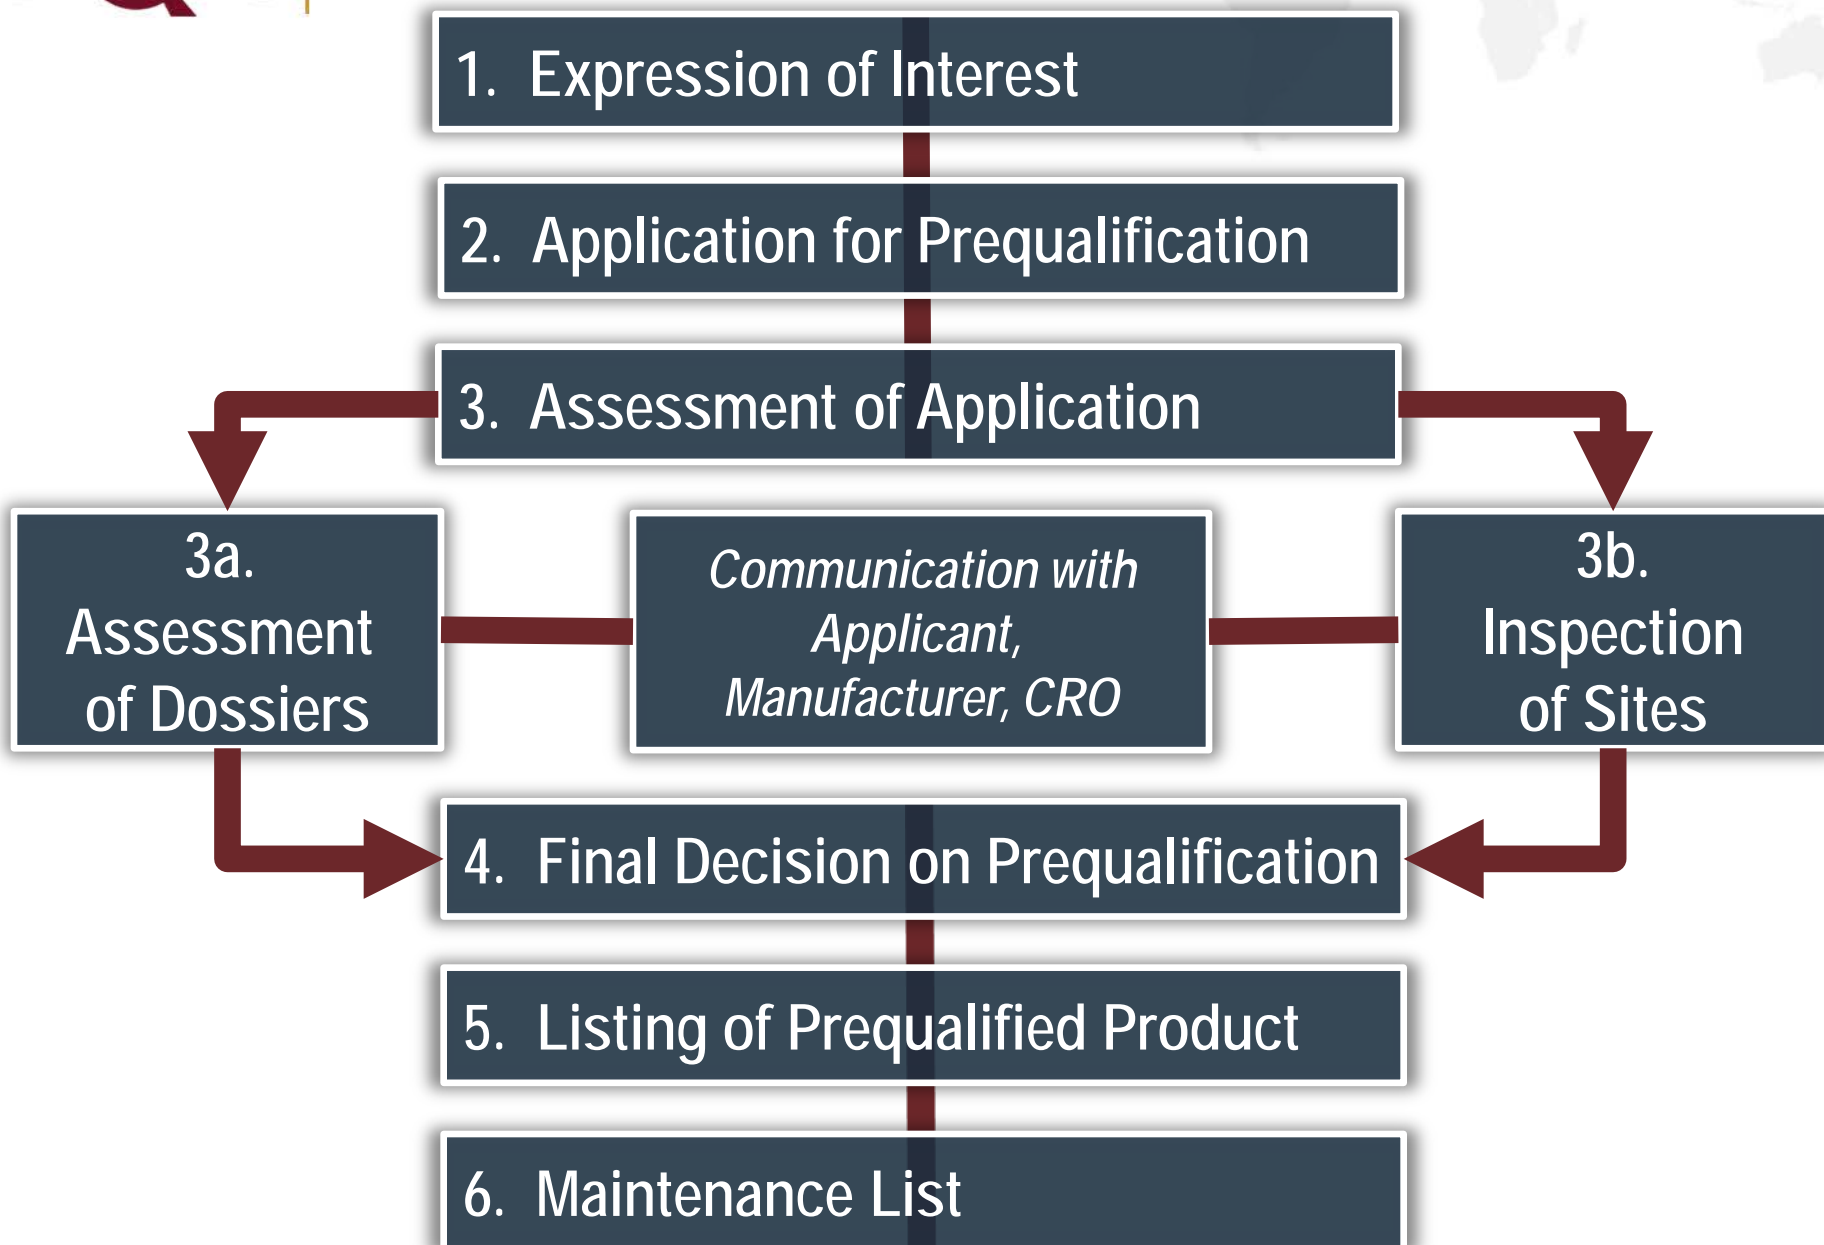 1. Expression of Interest
2. Application for Prequalification
3. Assessment of Application
3a.
Assessment
of Dossiers
Communication with
Applicant,
Manufacturer, CRO
3b.
Inspection
of Sites
4. Final Decision on Prequalification
5. Listing of Prequalified Product
6. Maintenance List